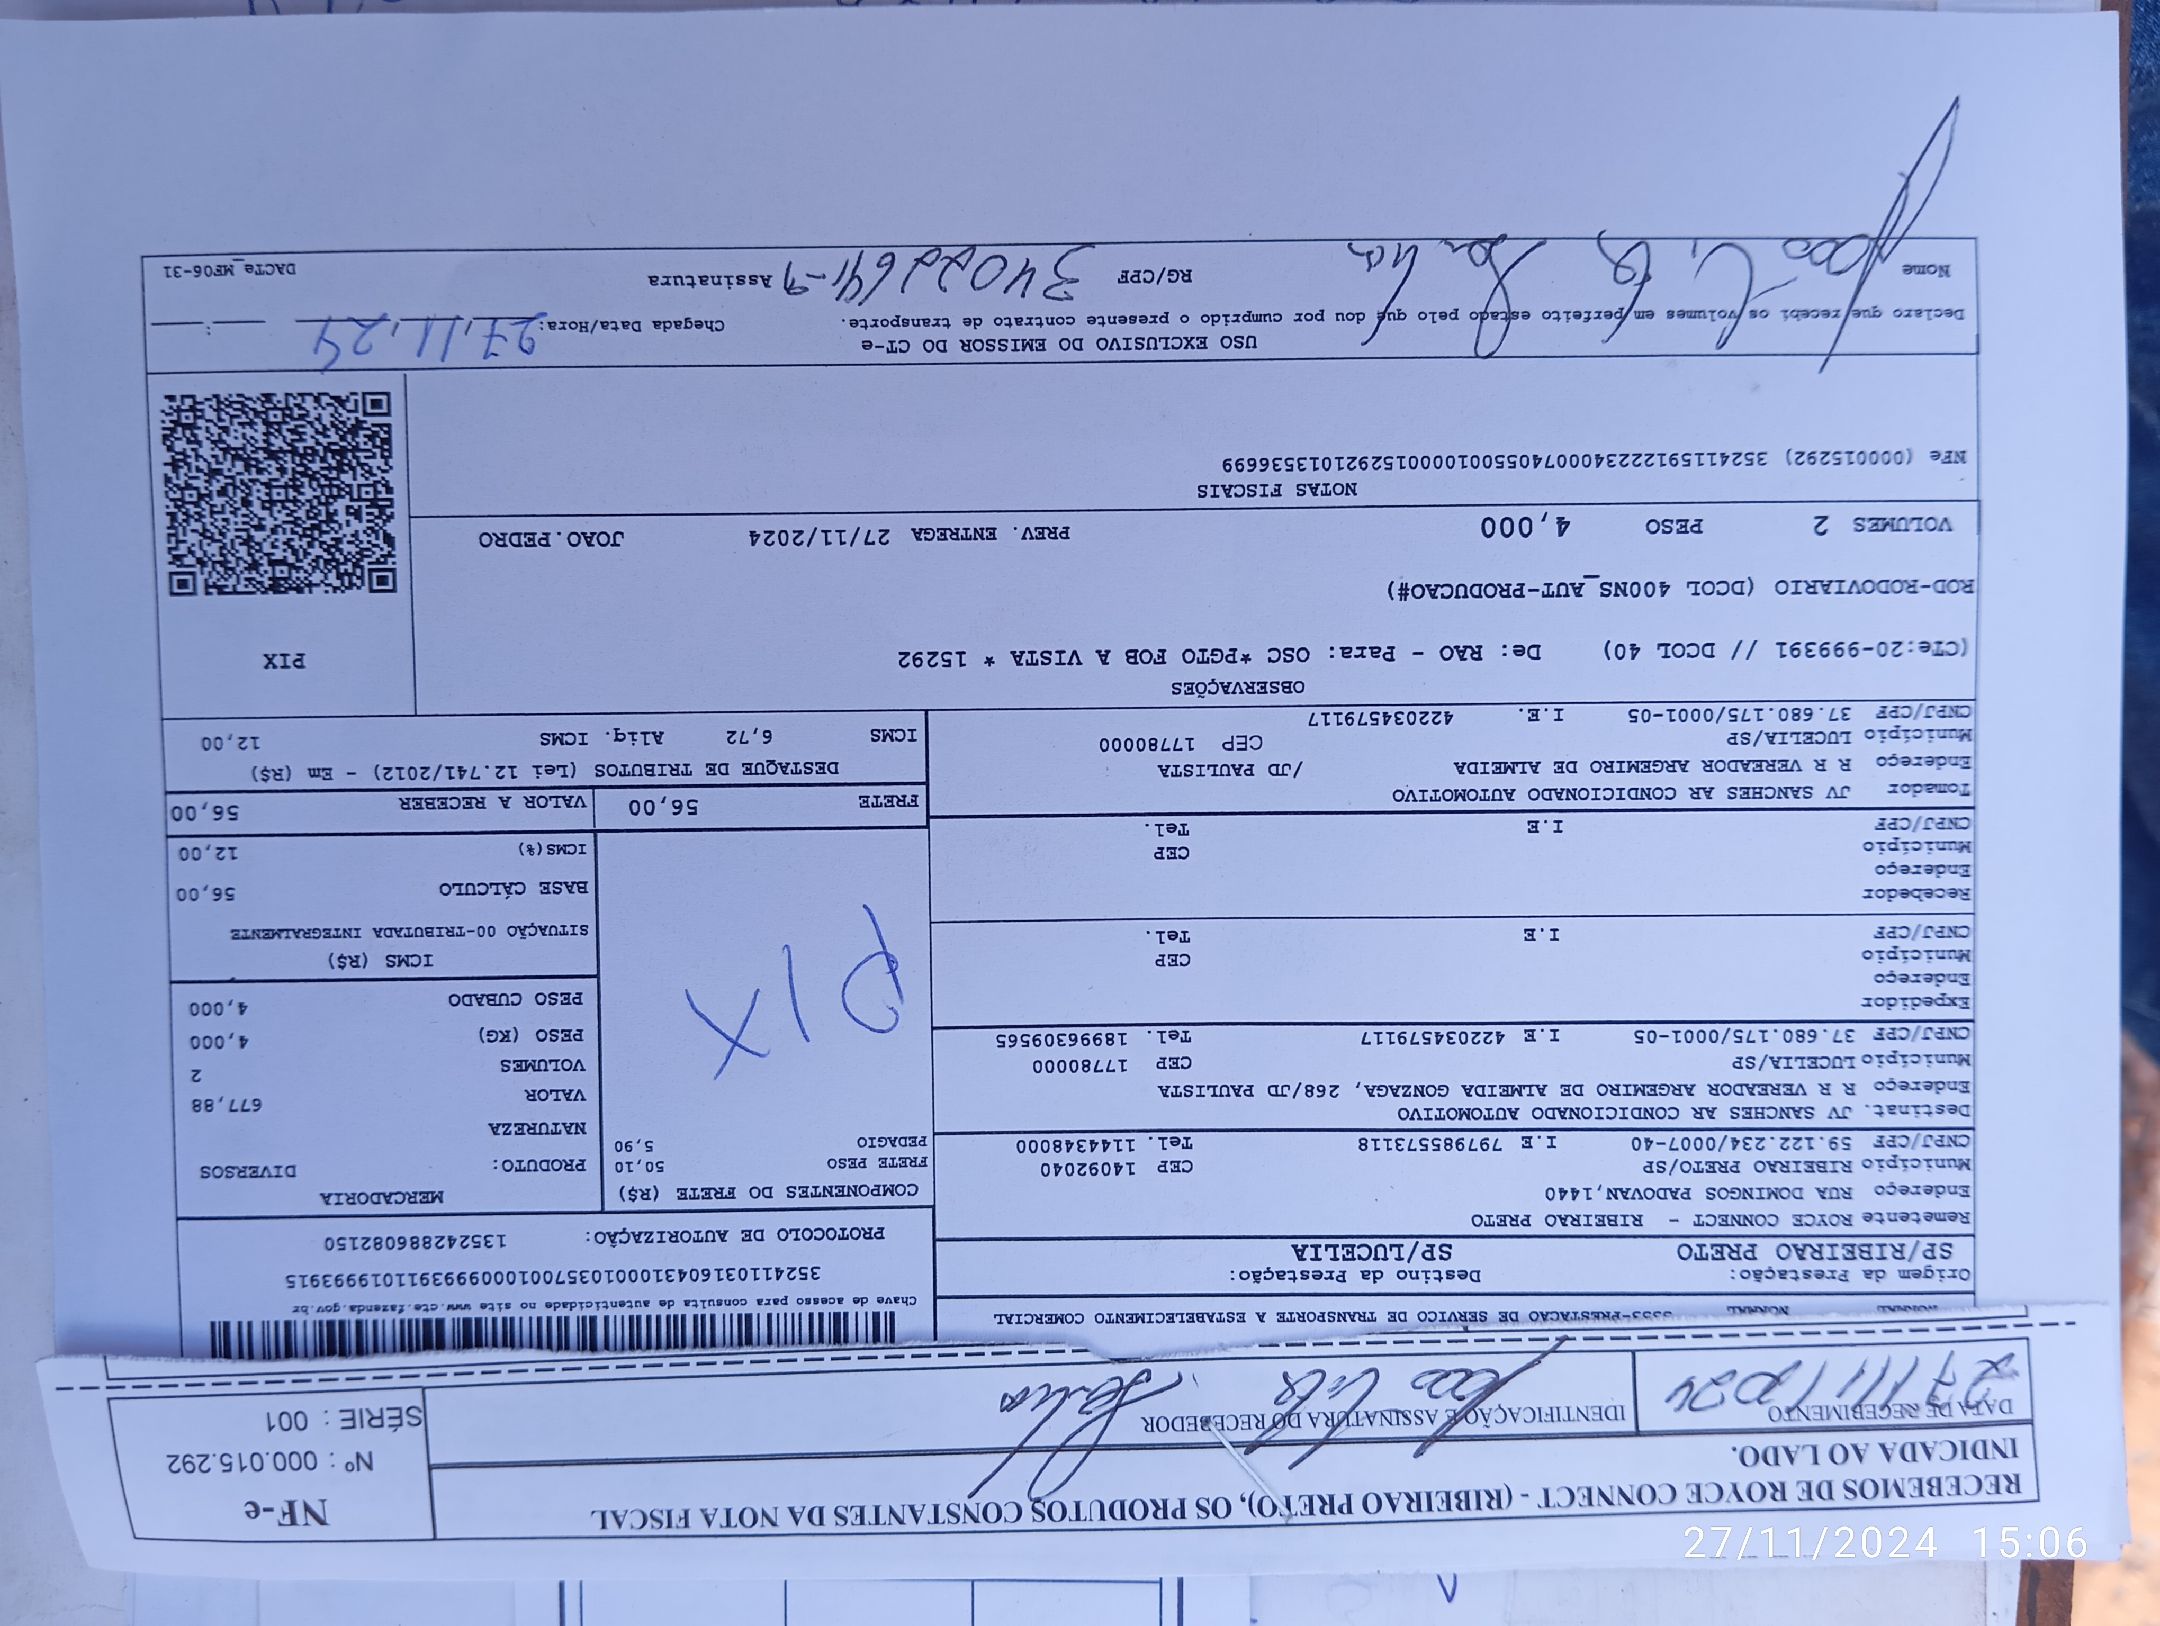 RECEBEMOS DE ROYCE CONNECT - (RIBEIRAO PRETO), OS PRODUTOS CONSTANTES DA NOTA FISCAL
INDICADA AO LADO.
NF-e
Nº : 000.015.292
SÉRIE : 001
DATA DE RECEBIMENTO
27/11/2024
IDENTIFICAÇÃO E ASSINATURA DO RECEBEDOR
NORMAL NORMAL 5353-PRESTACAO DE SERVICO DE TRANSPORTE A ESTABELECIMENTO COMERCIAL
Chave de acesso para consulta de autenticidade no site www.cte.fazenda.gov.br
35241103160431000103570010009993911019993915
PROTOCOLO DE AUTORIZAÇÃO: 135242886082150
Origem da Prestação: Destino da Prestação:
SP/RIBEIRAO PRETO SP/LUCELIA
Remetente ROYCE CONNECT - RIBEIRAO PRETO
Endereço RUA DOMINGOS PADOVAN,1440
Município RIBEIRAO PRETO/SP CEP 14092040
CNPJ/CPF 59.122.234/0007-40 I.E 797985573118 Tel. 1144348000
Destinat. JV SANCHES AR CONDICIONADO AUTOMOTIVO
Endereço R R VEREADOR ARGEMIRO DE ALMEIDA GONZAGA, 268/JD PAULISTA
Município LUCELIA/SP CEP 17780000
CNPJ/CPF 37.680.175/0001-05 I.E 422034579117 Tel. 18996309565
Expedidor
Endereço
Município CEP
CNPJ/CPF I.E Tel.
Recebedor
Endereço
Município CEP
CNPJ/CPF I.E Tel.
Tomador JV SANCHES AR CONDICIONADO AUTOMOTIVO
Endereço R R VEREADOR ARGEMIRO DE ALMEIDA /JD PAULISTA
Município LUCELIA/SP CEP 17780000
CNPJ/CPF 37.680.175/0001-05 I.E. 422034579117
COMPONENTES DO FRETE (R$)
FRETE PESO 50,10
PEDAGIO 5,90
PIX
MERCADORIA
PRODUTO: DIVERSOS
NATUREZA
VALOR 677,88
VOLUMES 2
PESO (KG) 4,000
PESO CUBADO 4,000
ICMS (R$)
SITUAÇÃO 00-TRIBUTADA INTEGRALMENTE
BASE CÁLCULO 56,00
ICMS(%) 12,00
FRETE 56,00 VALOR A RECEBER 56,00
DESTAQUE DE TRIBUTOS (Lei 12.741/2012) - Em (R$)
ICMS 6,72 Aliq. ICMS 12,00
OBSERVAÇÕES
(CTe:20-999391 // DCOL 40) De: RAO - Para: OSC *PGTO FOB A VISTA * 15292
ROD-RODOVIARIO (DCOL 400NS_AUT-PRODUCAO#)
PIX
VOLUMES 2 PESO 4,000 PREV. ENTREGA 27/11/2024 JOAO.PEDRO
NOTAS FISCAIS
NFe (000015292) 35241159122234000740550010000152921013536699
USO EXCLUSIVO DO EMISSOR DO CT-e
Declaro que recebi os volumes em perfeito estado pelo que dou por cumprido o presente contrato de transporte. Chegada Data/Hora: 27.11.24
Nome RG/CPF 34022641-9 Assinatura
DACTe_MF06-31
27/11/2024 15:06